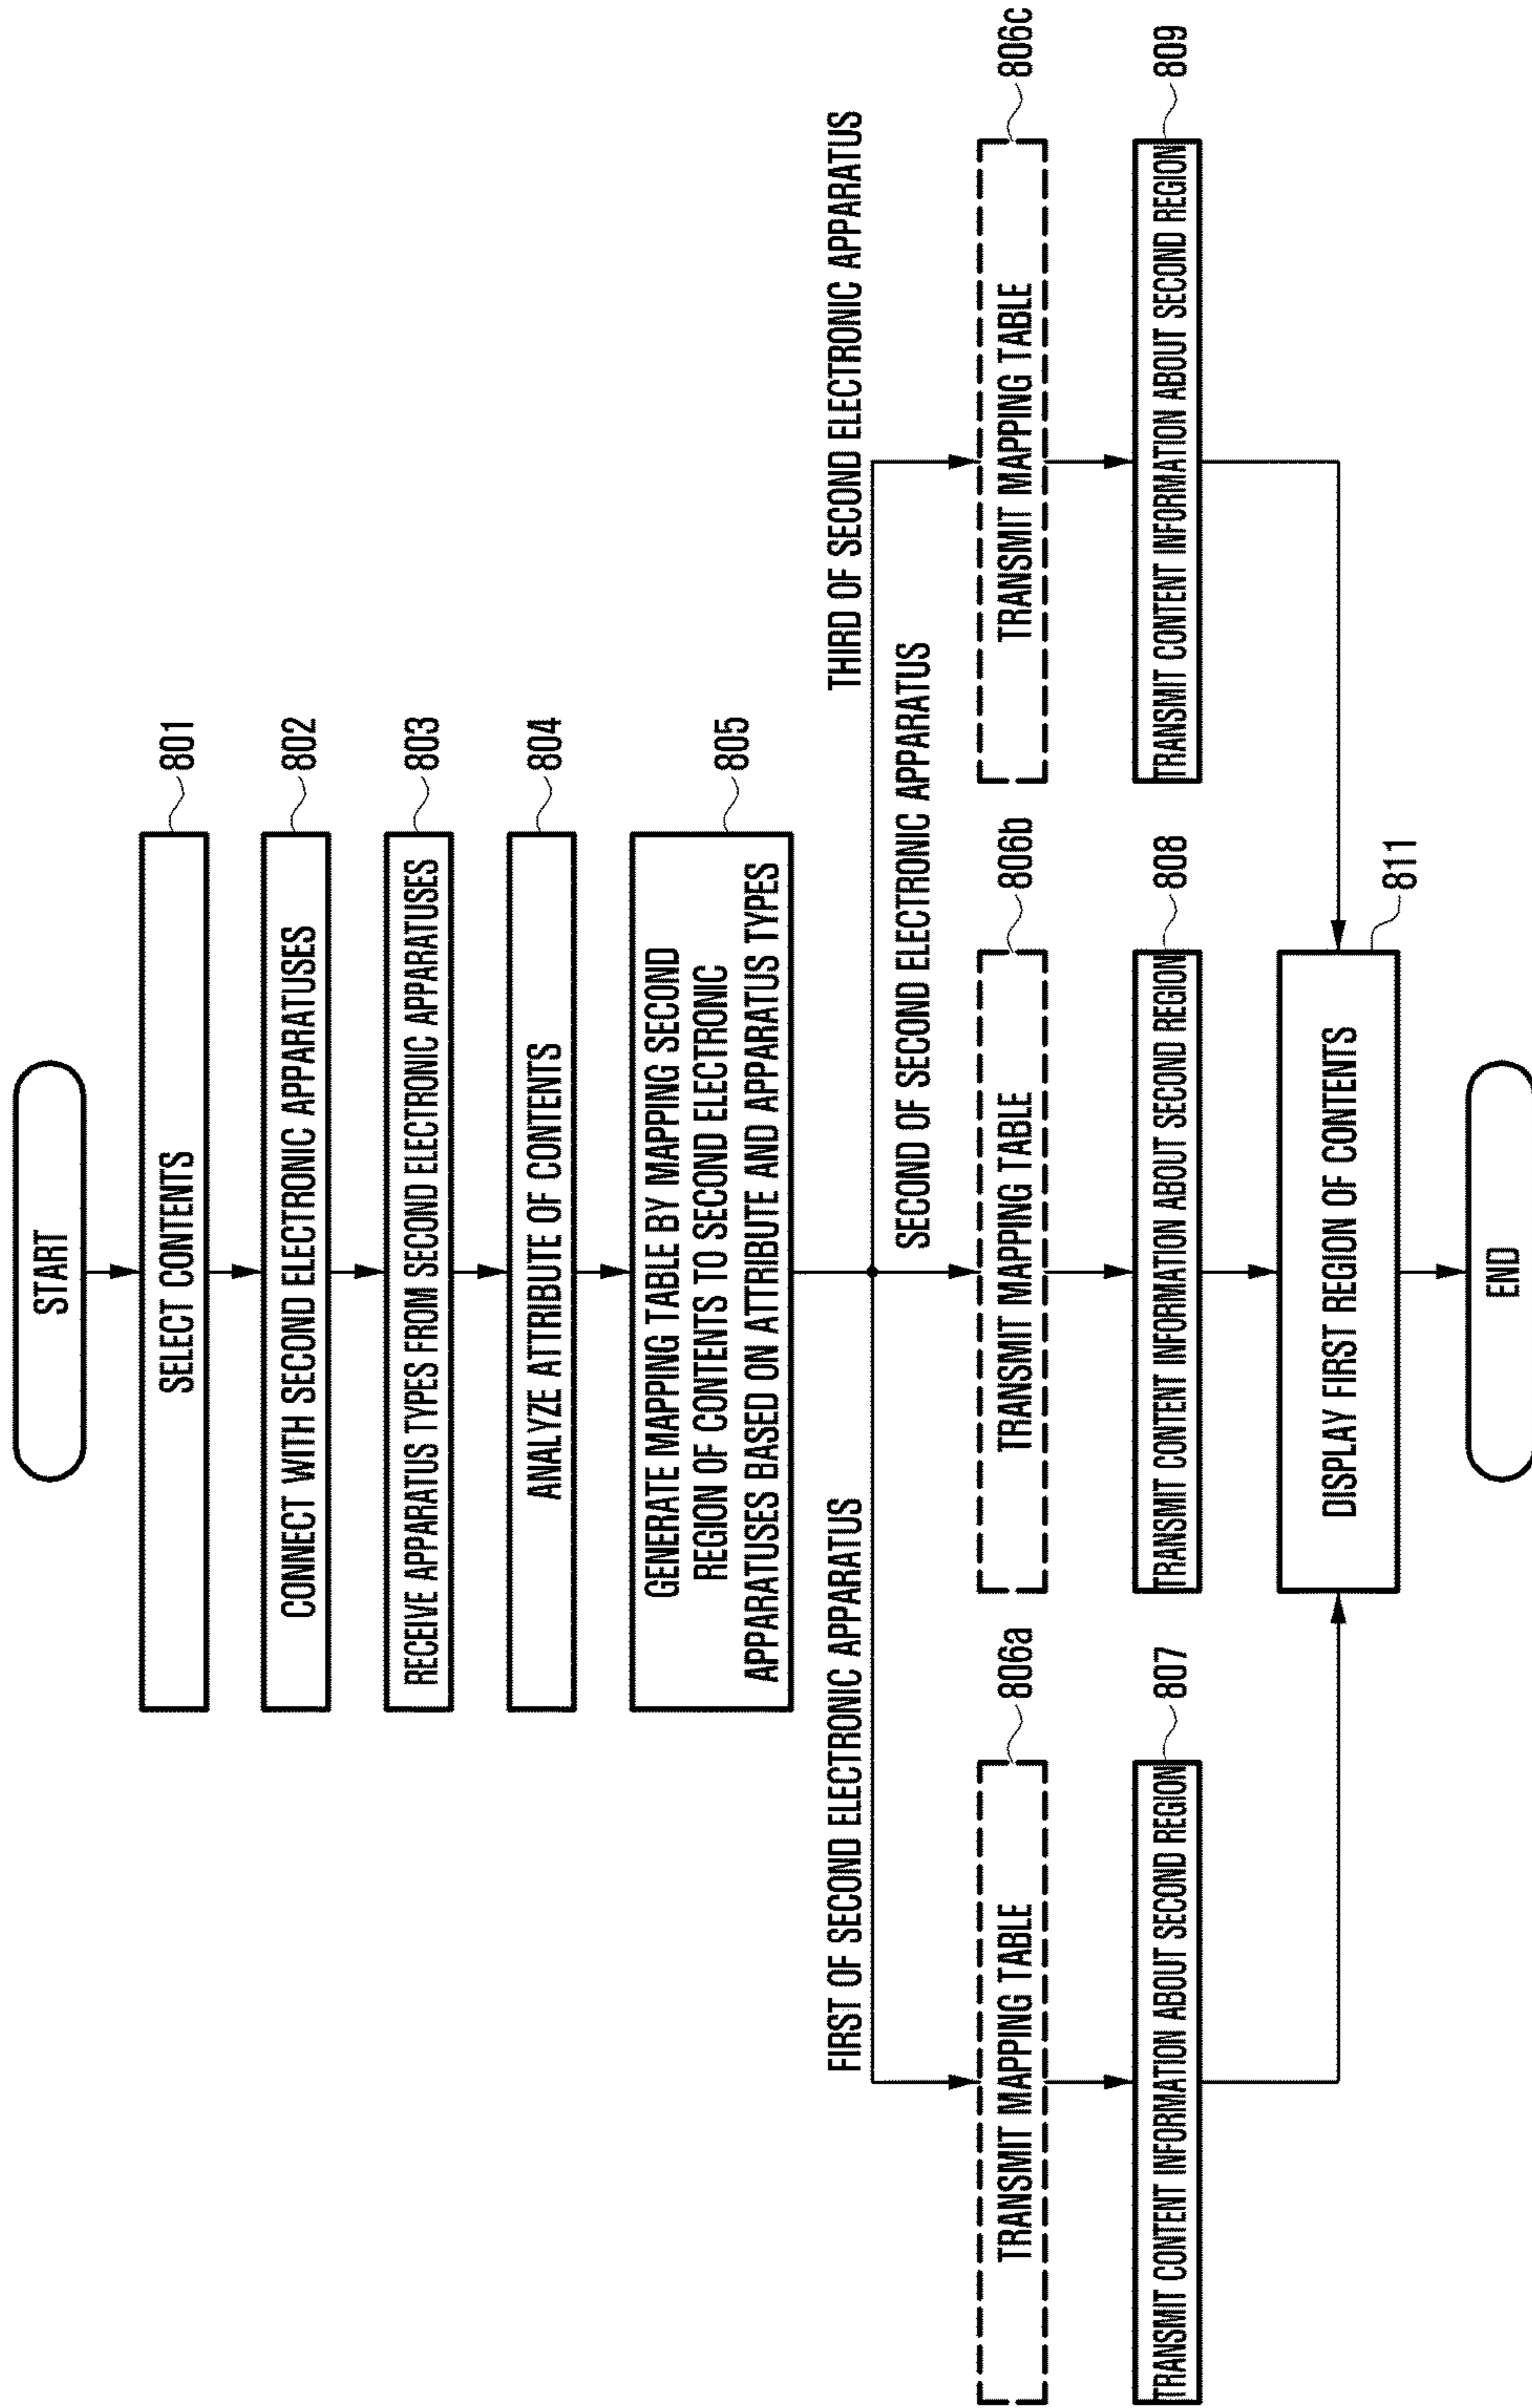 START
SELECT CONTENTS
801
CONNECT WITH SECOND ELECTRONIC APPARATUSES
802
RECEIVE APPARATUS TYPES FROM SECOND ELECTRONIC APPARATUSES
803
ANALYZE ATTRIBUTE OF CONTENTS
804
GENERATE MAPPING TABLE BY MAPPING SECOND
REGION OF CONTENTS TO SECOND ELECTRONIC
APPARATUSES BASED ON ATTRIBUTE AND APPARATUS TYPES
805
FIRST OF SECOND ELECTRONIC APPARATUS
THIRD OF SECOND ELECTRONIC APPARATUS
SECOND OF SECOND ELECTRONIC APPARATUS
TRANSMIT MAPPING TABLE
806a
TRANSMIT MAPPING TABLE
806b
TRANSMIT MAPPING TABLE
806c
TRANSMIT CONTENT INFORMATION ABOUT SECOND REGION
807
TRANSMIT CONTENT INFORMATION ABOUT SECOND REGION
808
TRANSMIT CONTENT INFORMATION ABOUT SECOND REGION
809
DISPLAY FIRST REGION OF CONTENTS
811
END